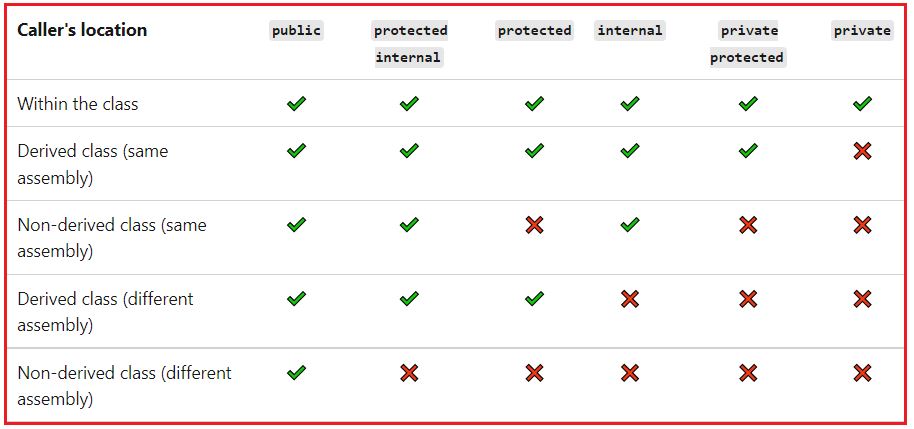 Caller's location public protected protected internal private private
internal protected
Within the class ✔ ✔ ✔ ✔ ✔ ✔
Derived class (same ✔ ✔ ✔ ✔ ✔ ✖
assembly)
Non-derived class (same ✔ ✔ ✖ ✔ ✖ ✖
assembly)
Derived class (different ✔ ✔ ✔ ✖ ✖ ✖
assembly)
Non-derived class (different ✔ ✖ ✖ ✖ ✖ ✖
assembly)